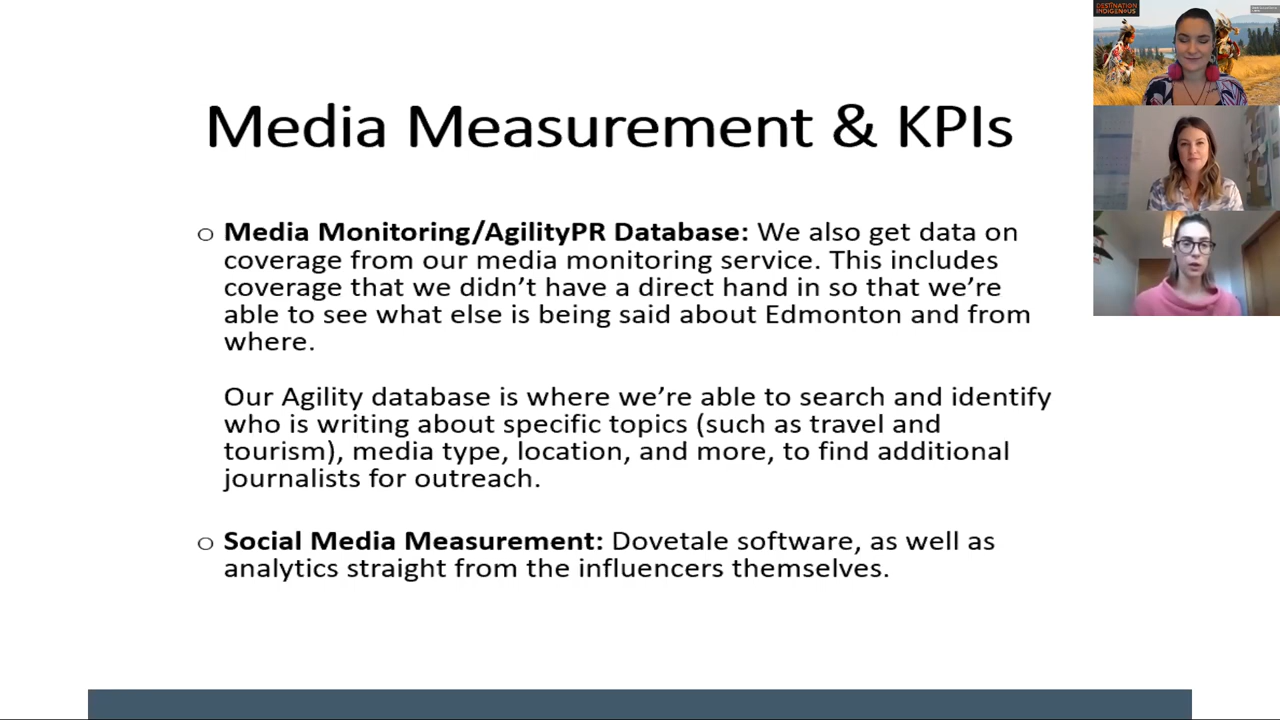 DESTINATION
INDIGENOUS
Media Measurement & KPIs
o Media Monitoring/AgilityPR Database: We also get data on
coverage from our media monitoring service. This includes
coverage that we didn’t have a direct hand in so that we’re
able to see what else is being said about Edmonton and from
where.
Our Agility database is where we’re able to search and identify
who is writing about specific topics (such as travel and
tourism), media type, location, and more, to find additional
journalists for outreach.
o Social Media Measurement: Dovetale software, as well as
analytics straight from the influencers themselves.